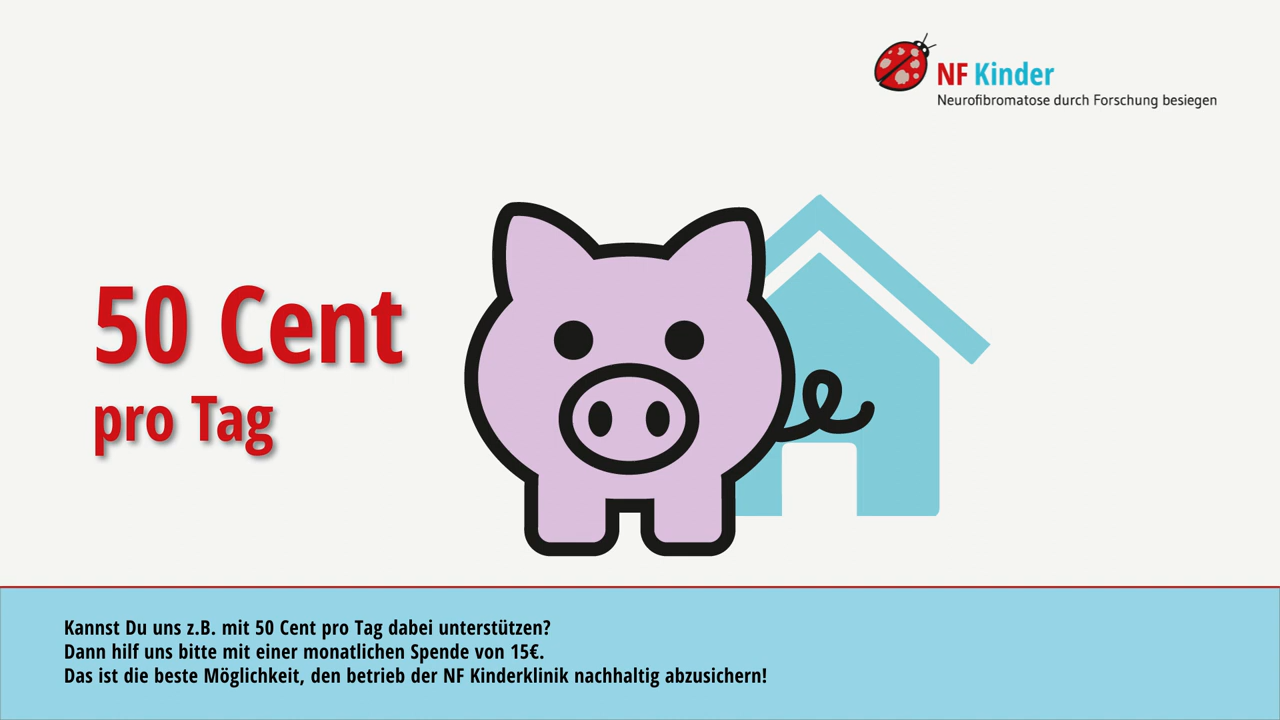 NF Kinder
Neurofibromatose durch Forschung besiegen
50 Cent
pro Tag
Kannst Du uns z.B. mit 50 Cent pro Tag dabei unterstützen?
Dann hilf uns bitte mit einer monatlichen Spende von 15€.
Das ist die beste Möglichkeit, den betrieb der NF Kinderklinik nachhaltig abzusichern!